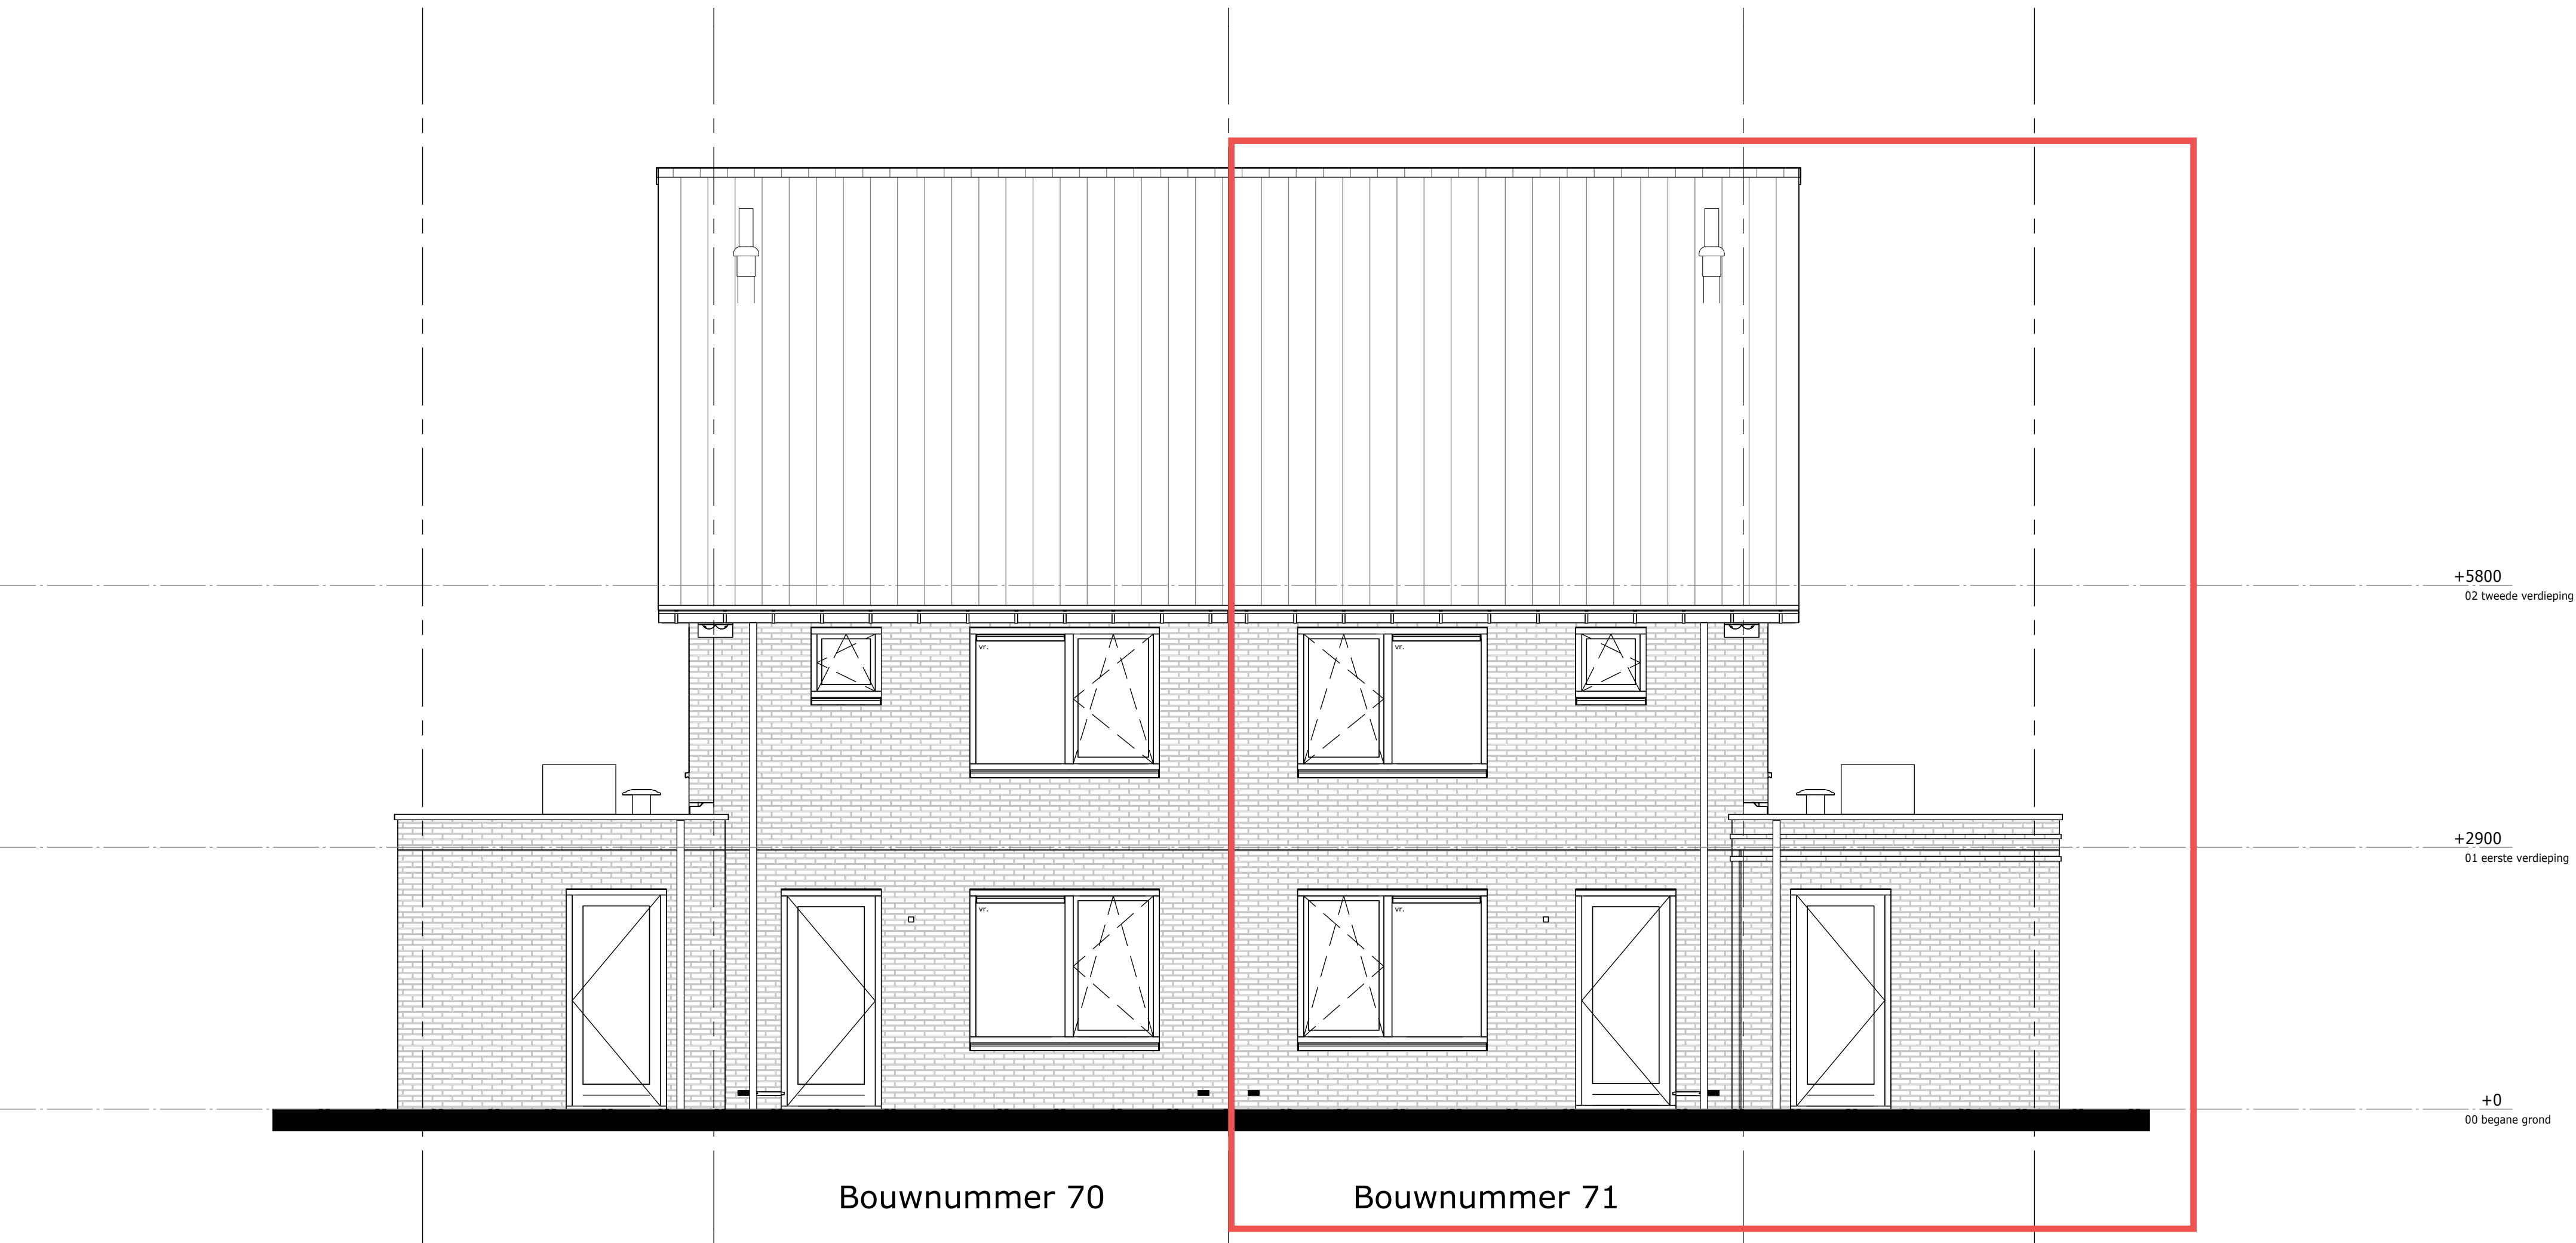 +5800
02 tweede verdieping
vr.
vr.
+2900
01 eerste verdieping
vr.
vr.
+0
00 begane grond
Bouwnummer 70
Bouwnummer 71